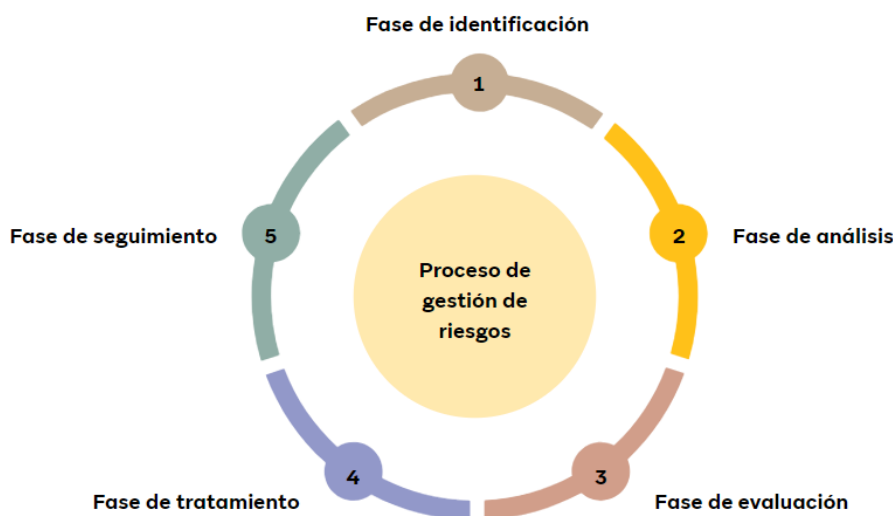 Fase de identificación
1
2
Fase de análisis
Fase de seguimiento
5
Proceso de
gestión de
riesgos
3
Fase de evaluación
4
Fase de tratamiento